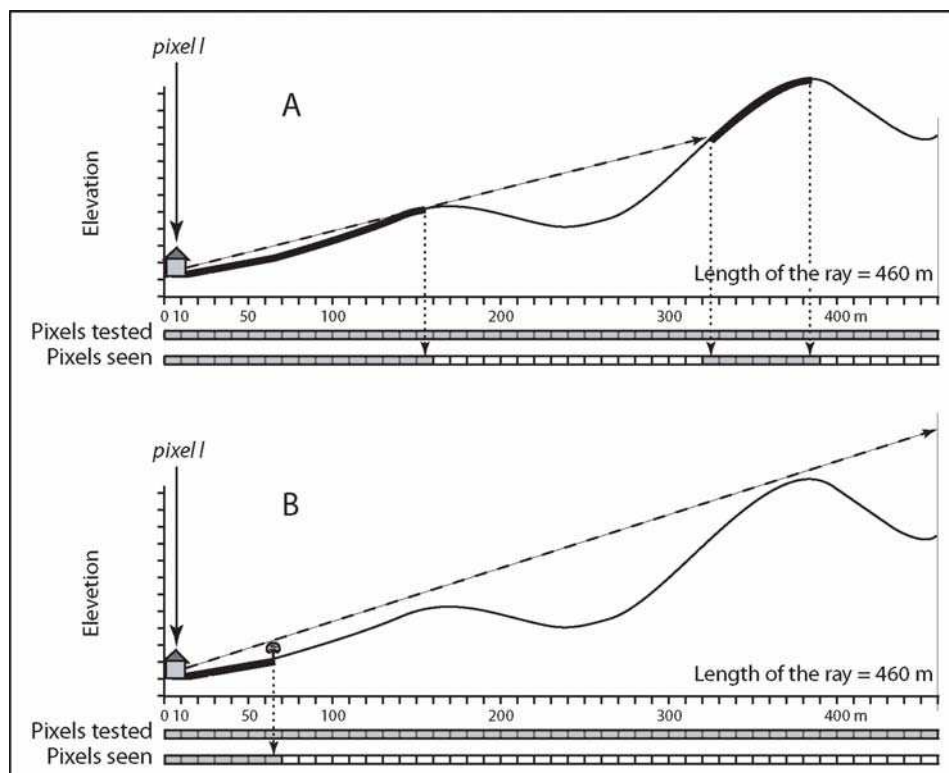 pixel l
A
Elevation
Length of the ray = 460 m
0 10 50 100 200 300 400 m
Pixels tested
Pixels seen
pixel l
B
Elevetion
Length of the ray = 460 m
0 10 50 100 200 300 400 m
Pixels tested
Pixels seen